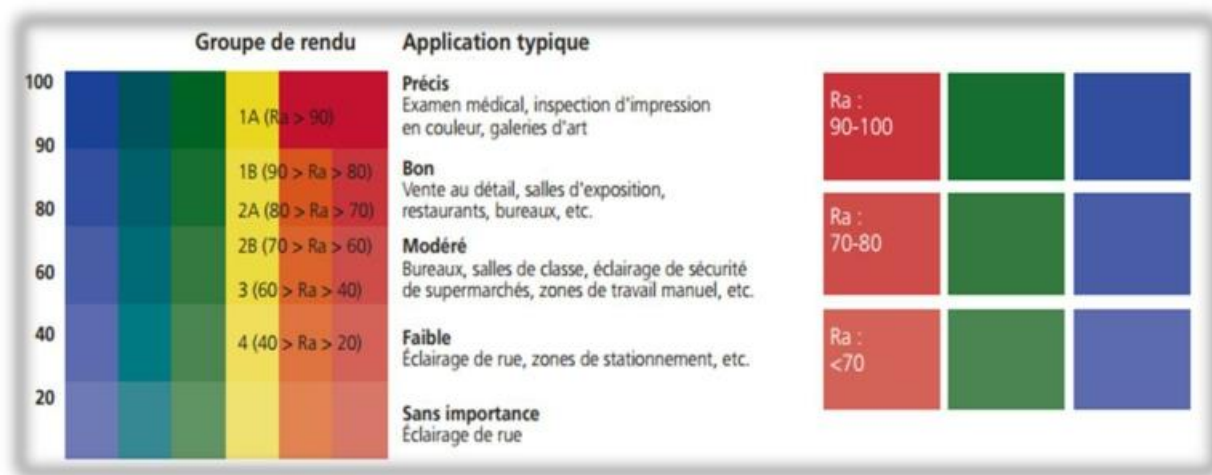 Groupe de rendu
Application typique
100
90
80
60
40
20
1A (Ra > 90)
1B (90 > Ra > 80)
2A (80 > Ra > 70)
2B (70 > Ra > 60)
3 (60 > Ra > 40)
4 (40 > Ra > 20)
Précis
Examen médical, inspection d'impression
en couleur, galeries d'art
Bon
Vente au détail, salles d'exposition,
restaurants, bureaux, etc.
Modéré
Bureaux, salles de classe, éclairage de sécurité
de supermarchés, zones de travail manuel, etc.
Faible
Éclairage de rue, zones de stationnement, etc.
Sans importance
Éclairage de rue
Ra :
90-100
Ra :
70-80
Ra :
<70